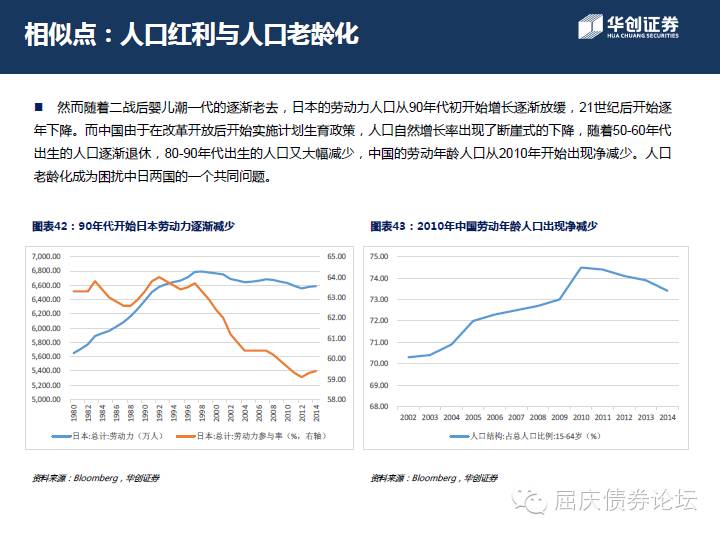 相似点：人口红利与人口老龄化
华创证券
HUA CHUANG SECURITIES
■ 然而随着二战后婴儿潮一代的逐渐老去，日本的劳动力人口从90年代初开始增长逐渐放缓，21世纪后开始逐
年下降。而中国由于在改革开放后开始实施计划生育政策，人口自然增长率出现了断崖式的下降，随着50-60年代
出生的人口逐渐退休，80-90年代出生的人口又大幅减少，中国的劳动年龄人口从2010年开始出现净减少。人口
老龄化成为困扰中日两国的一个共同问题。
图表42：90年代开始日本劳动力逐渐减少
7,000.00
6,800.00
6,600.00
6,400.00
6,200.00
6,000.00
5,800.00
5,600.00
5,400.00
5,200.00
5,000.00
65.00
64.00
63.00
62.00
61.00
60.00
59.00
58.00
1980 1982 1984 1986 1988 1990 1992 1994 1996 1998 2000 2002 2004 2006 2008 2010 2012 2014
日本:总计:劳动力（万人） 日本:总计:劳动力参与率（%，右轴）
资料来源：Bloomberg，华创证券
图表43：2010年中国劳动年龄人口出现净减少
75.00
74.00
73.00
72.00
71.00
70.00
69.00
68.00
2002 2003 2004 2005 2006 2007 2008 2009 2010 2011 2012 2013 2014
人口结构:占总人口比例:15-64岁（%）
资料来源：Bloomberg，华创证券
屈庆债券论坛